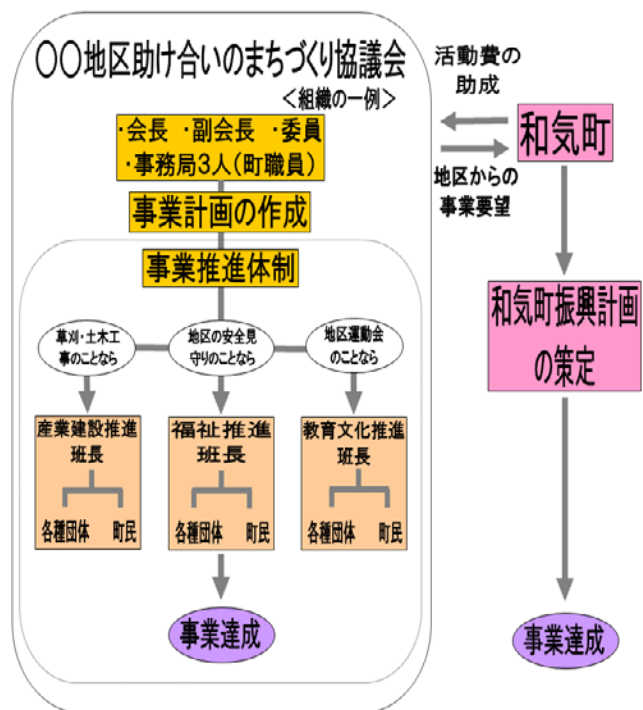 〇〇地区助け合いのまちづくり協議会
＜組織の一例＞
・会長 ・副会長 ・委員
・事務局3人(町職員)
事業計画の作成
事業推進体制
草刈・土木工
事のことなら
地区の安全見
守りのことなら
地区運動会
のことなら
産業建設推進
班長
各種団体 町民
福祉推進
班長
各種団体 町民
教育文化推進
班長
各種団体 町民
事業達成
活動費の
助成
和気町
地区からの
事業要望
和気町振興計画
の策定
事業達成